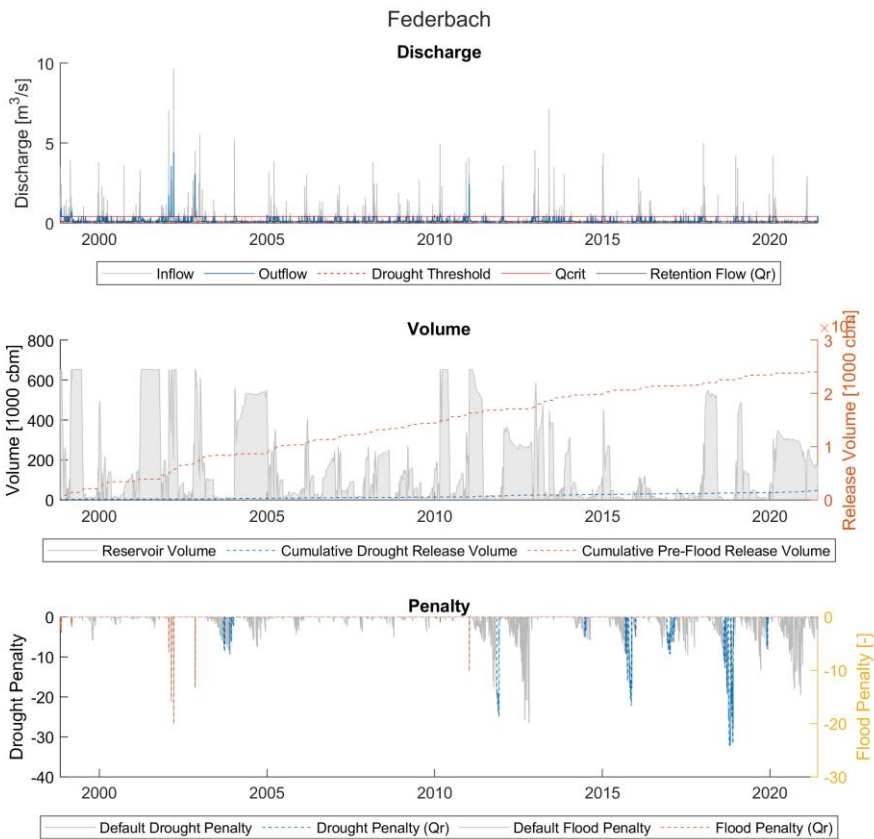 Federbach
Discharge
Discharge [m³/s]
10
5
0
2000 2005 2010 2015 2020
Inflow Outflow Drought Threshold Qcrit Retention Flow (Qr)
Volume
Volume [1000 cbm]
800
600
400
200
0
Release Volume [1000 cbm]
3
2
1
0
2000 2005 2010 2015 2020
Reservoir Volume Cumulative Drought Release Volume Cumulative Pre-Flood Release Volume
Penalty
Drought Penalty
0
-10
-20
-30
-40
Flood Penalty [-]
0
-10
-20
-30
2000 2005 2010 2015 2020
Default Drought Penalty Drought Penalty (Qr) Default Flood Penalty Flood Penalty (Qr)